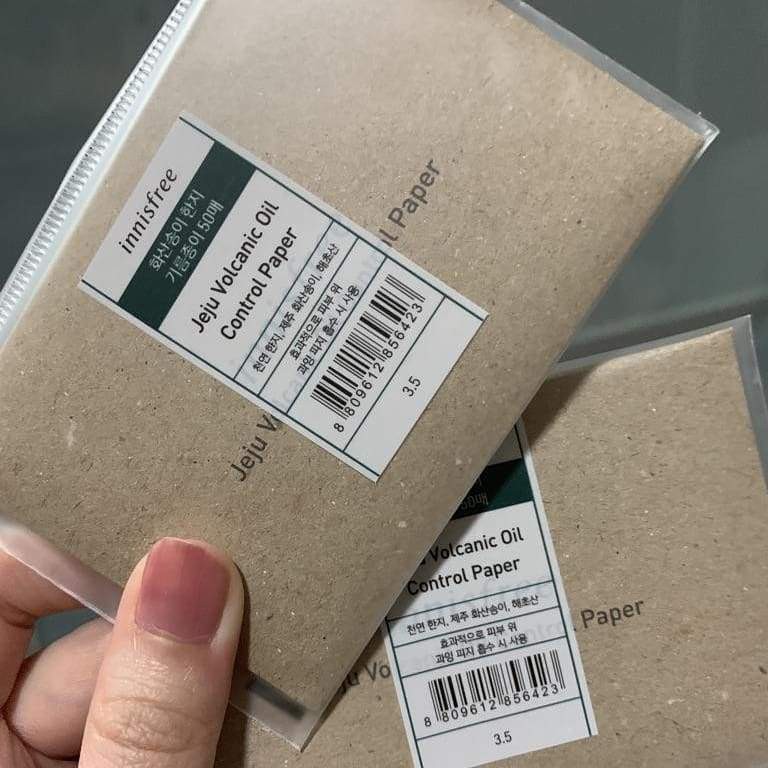 innisfree
화산송이 한지
기름종이 50매
Jeju Volcanic Oil
Control Paper
천연 한지, 제주 화산송이, 해초산
효과적으로 피부 위
과잉 피지 흡수 시 사용
8 809612 856423
3.5
Jeju Vo
l Paper
Volcanic Oil
Control Paper
천연 한지, 제주 화산송이, 해초산
효과적으로 피부 위
과잉 피지 흡수 시 사용
8 809612 856423
3.5
ju Vo
ntrol Paper